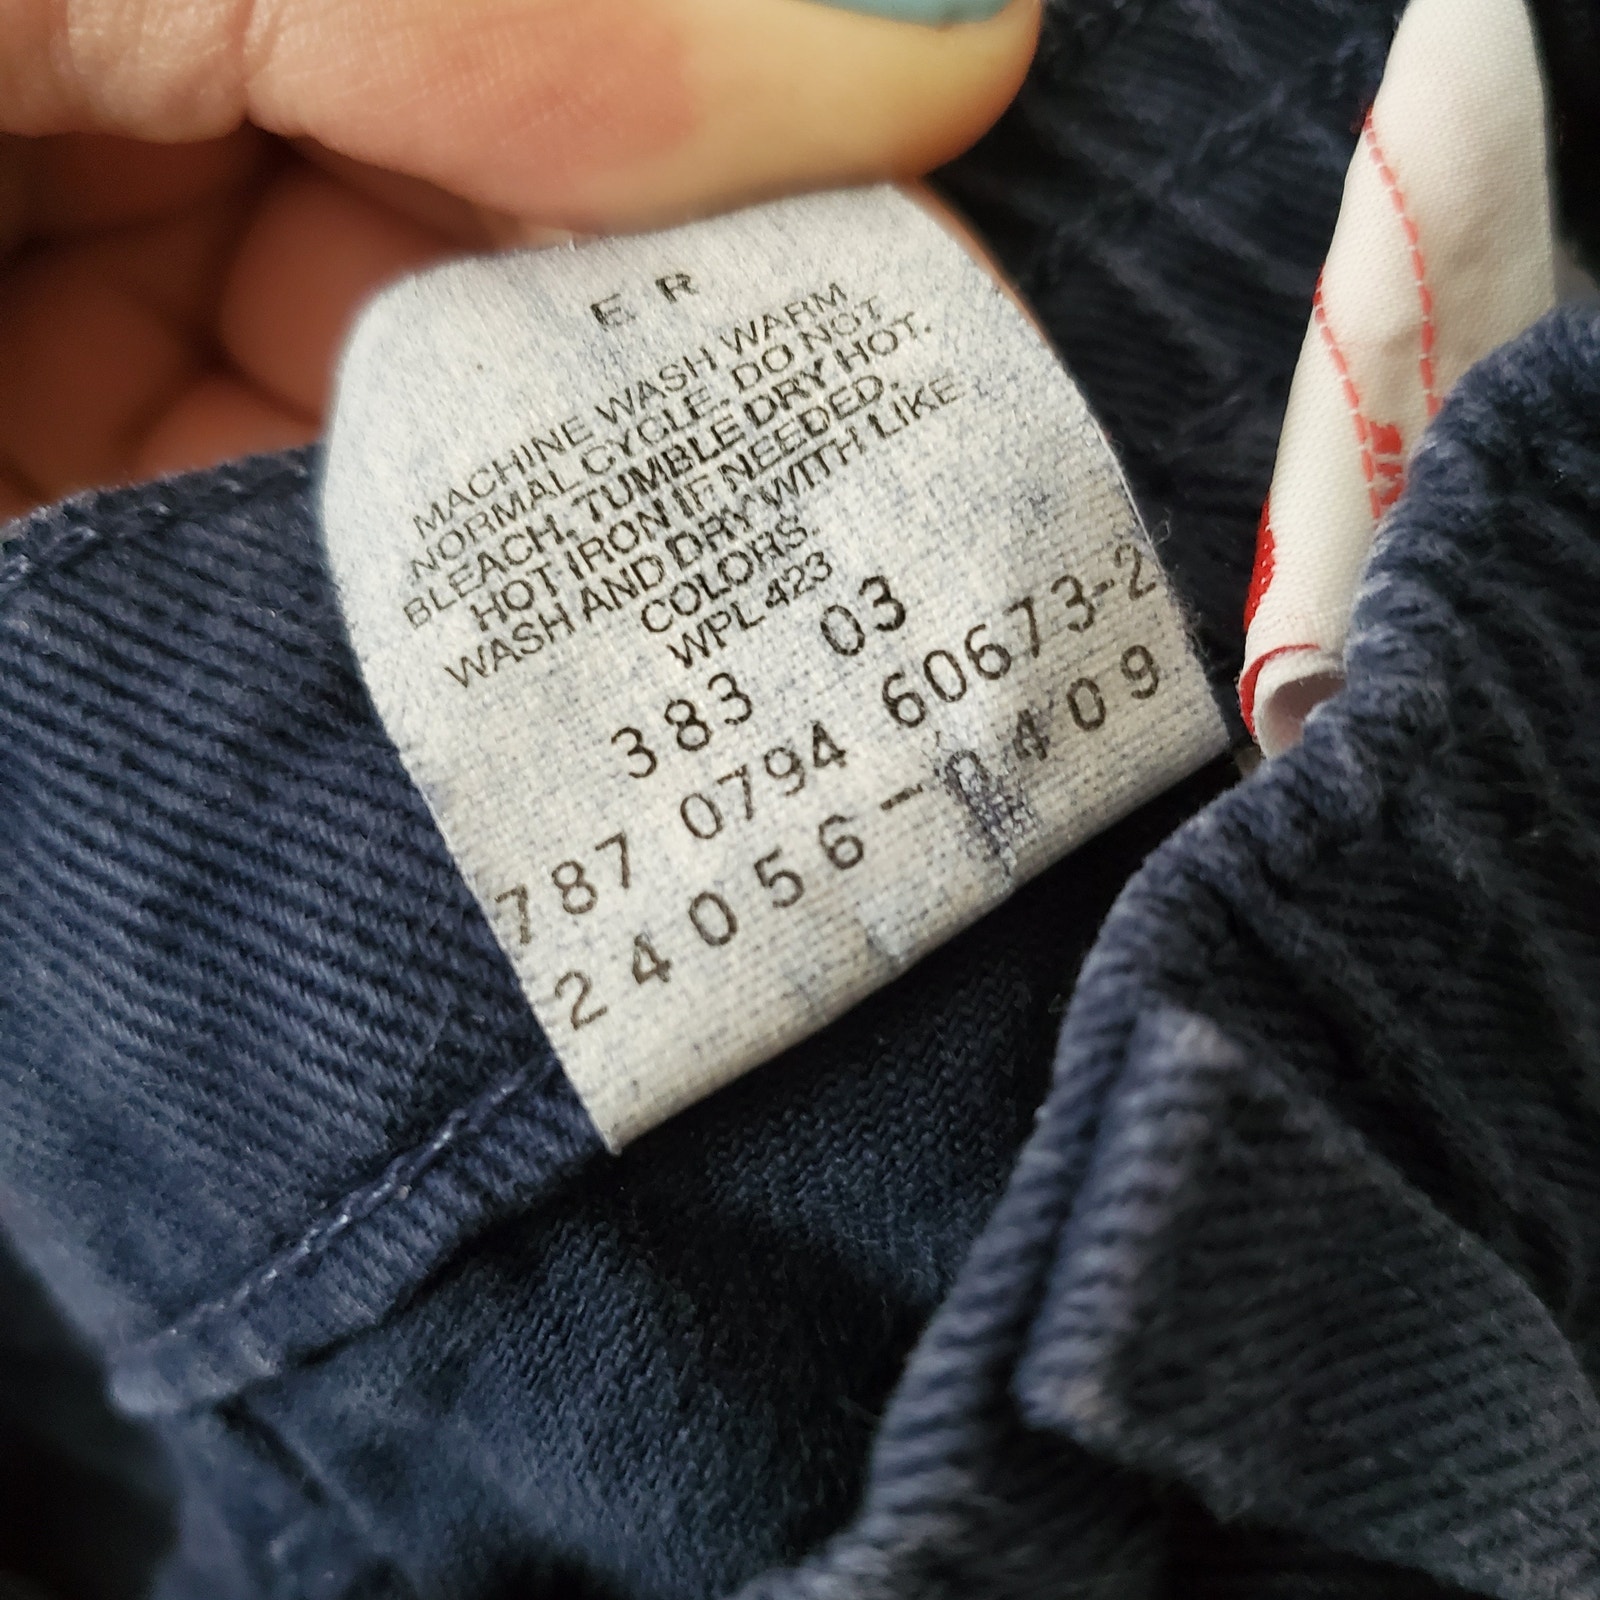 E R
MACHINE WASH WARM
NORMAL CYCLE. DO NOT
BLEACH. TUMBLE DRY HOT.
HOT IRON IF NEEDED.
WASH AND DRY WITH LIKE
COLORS.
WPL 423
383 03
787 0794 60673-2
24056-0409